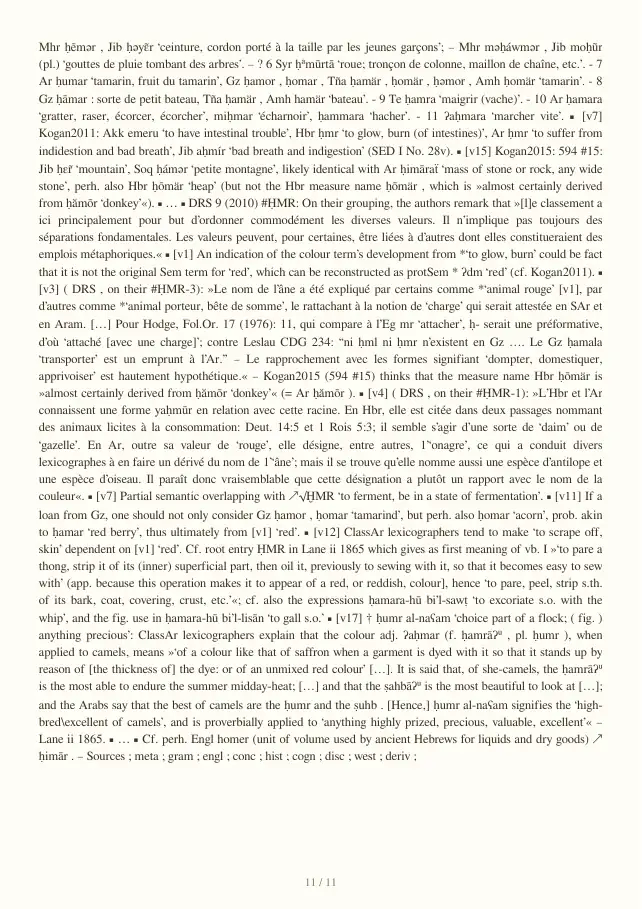 Mhr ḥēmər , Jib ḥəyɛ̄r ‘ceinture, cordon porté à la taille par les jeunes garçons’; – Mhr məḥáwmər , Jib moḥūr
(pl.) ‘gouttes de pluie tombant des arbres’. – ? 6 Syr ḥᵃmūrtā ‘roue; tronçon de colonne, maillon de chaîne, etc.’. - 7
Ar ḥumar ‘tamarin, fruit du tamarin’, Gz ḥamor , ḥomar , Tña ḥamär , ḥomär , ḥəmor , Amh ḥomär ‘tamarin’. - 8
Gz ḥāmar : sorte de petit bateau, Tña ḥamär , Amh hamär ‘bateau’. - 9 Te ḥamra ‘maigrir (vache)’. - 10 Ar ḥamara
‘gratter, raser, écorcer, écorcher’, miḥmar ‘écharnoir’, ḥammara ‘hacher’. - 11 ʔaḥmara ‘marcher vite’. ▪ [v7]
Kogan2011: Akk emeru ‘to have intestinal trouble’, Hbr ḥmr ‘to glow, burn (of intestines)’, Ar ḥmr ‘to suffer from
indidestion and bad breath’, Jib aḥmír ‘bad breath and indigestion’ (SED I No. 28v). ▪ [v15] Kogan2015: 594 #15:
Jib ḥɛr̄ ‘mountain’, Soq ḥámər ‘petite montagne’, likely identical with Ar ḥimāraẗ ‘mass of stone or rock, any wide
stone’, perh. also Hbr ḥōmär ‘heap’ (but not the Hbr measure name ḥōmär , which is »almost certainly derived
from ḥămōr ‘donkey’«). ▪ … ▪ DRS 9 (2010) #ḤMR: On their grouping, the authors remark that »[l]e classement a
ici principalement pour but d’ordonner commodément les diverses valeurs. Il n’implique pas toujours des
séparations fondamentales. Les valeurs peuvent, pour certaines, être liées à d’autres dont elles constitueraient des
emplois métaphoriques.« ▪ [v1] An indication of the colour term’s development from *‘to glow, burn’ could be fact
that it is not the original Sem term for ‘red’, which can be reconstructed as protSem * ʔdm ‘red’ (cf. Kogan2011). ▪
[v3] ( DRS , on their #ḤMR-3): »Le nom de l’âne a été expliqué par certains comme *‘animal rouge’ [v1], par
d’autres comme *‘animal porteur, bête de somme’, le rattachant à la notion de ‘charge’ qui serait attestée en SAr et
en Aram. […] Pour Hodge, Fol.Or. 17 (1976): 11, qui compare à l’Eg mr ‘attacher’, ḥ- serait une préformative,
d’où ‘attaché [avec une charge]’; contre Leslau CDG 234: “ni ḥml ni ḥmr n’existent en Gz …. Le Gz ḥamala
‘transporter’ est un emprunt à l’Ar.” – Le rapprochement avec les formes signifiant ‘dompter, domestiquer,
apprivoiser’ est hautement hypothétique.« – Kogan2015 (594 #15) thinks that the measure name Hbr ḥōmär is
»almost certainly derived from ḥămōr ‘donkey’« (= Ar ḥămōr ). ▪ [v4] ( DRS , on their #ḤMR-1): »L’Hbr et l’Ar
connaissent une forme yaḥmūr en relation avec cette racine. En Hbr, elle est citée dans deux passages nommant
des animaux licites à la consommation: Deut. 14:5 et 1 Rois 5:3; il semble s’agir d’une sorte de ‘daim’ ou de
‘gazelle’. En Ar, outre sa valeur de ‘rouge’, elle désigne, entre autres, 1’‘onagre’, ce qui a conduit divers
lexicographes à en faire un dérivé du nom de 1’‘âne’; mais il se trouve qu’elle nomme aussi une espèce d’antilope et
une espèce d’oiseau. Il paraît donc vraisemblable que cette désignation a plutôt un rapport avec le nom de la
couleur«. ▪ [v7] Partial semantic overlapping with ↗√ḪMR ‘to ferment, be in a state of fermentation’. ▪ [v11] If a
loan from Gz, one should not only consider Gz ḥamor , ḥomar ‘tamarind’, but perh. also ḥomar ‘acorn’, prob. akin
to ḥamar ‘red berry’, thus ultimately from [v1] ‘red’. ▪ [v12] ClassAr lexicographers tend to make ‘to scrape off,
skin’ dependent on [v1] ‘red’. Cf. root entry ḤMR in Lane ii 1865 which gives as first meaning of vb. I »‘to pare a
thong, strip it of its (inner) superficial part, then oil it, previously to sewing with it, so that it becomes easy to sew
with’ (app. because this operation makes it to appear of a red, or reddish, colour], hence ‘to pare, peel, strip s.th.
of its bark, coat, covering, crust, etc.’«; cf. also the expressions ḥamara-hū bi’l-sawṭ ‘to excoriate s.o. with the
whip’, and the fig. use in ḥamara-hū bi’l-lisān ‘to gall s.o.’ ▪ [v17] † ḥumr al-naʕam ‘choice part of a flock; ( fig. )
anything precious’: ClassAr lexicographers explain that the colour adj. ʔaḥmar (f. ḥamrāʔᵘ , pl. ḥumr ), when
applied to camels, means »‘of a colour like that of saffron when a garment is dyed with it so that it stands up by
reason of [the thickness of] the dye: or of an unmixed red colour’ […]. It is said that, of she-camels, the ḥamrāʔᵘ
is the most able to endure the summer midday-heat; […] and that the ṣahbāʔᵘ is the most beautiful to look at […];
and the Arabs say that the best of camels are the ḥumr and the ṣuhb . [Hence,] ḥumr al-naʕam signifies the ‘high-
bred\excellent of camels’, and is proverbially applied to ‘anything highly prized, precious, valuable, excellent’« –
Lane ii 1865. ▪ … ▪ Cf. perh. Engl homer (unit of volume used by ancient Hebrews for liquids and dry goods) ↗
ḥimār . – Sources ; meta ; gram ; engl ; conc ; hist ; cogn ; disc ; west ; deriv ;
11 / 11